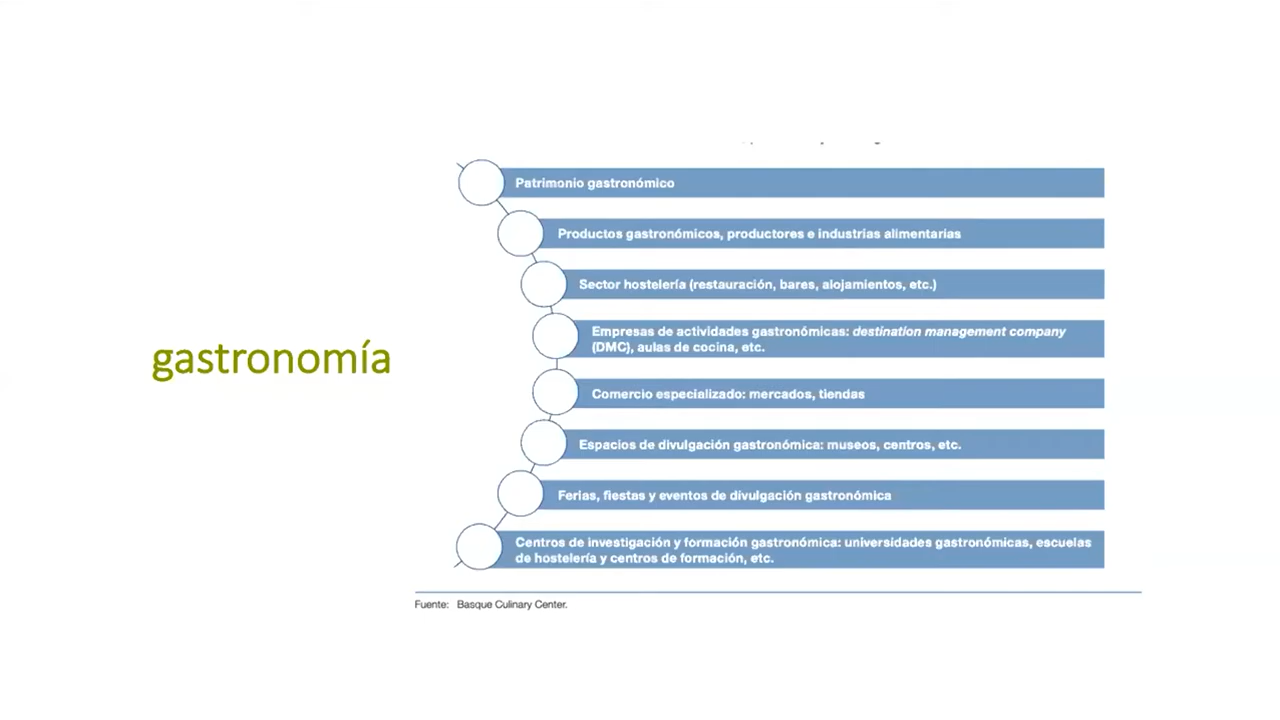 gastronomía
Patrimonio gastronómico
Productos gastronómicos, productores e industrias alimentarias
Sector hostelería (restauración, bares, alojamientos, etc.)
Empresas de actividades gastronómicas: destination management company
(DMC), aulas de cocina, etc.
Comercio especializado: mercados, tiendas
Espacios de divulgación gastronómica: museos, centros, etc.
Ferias, fiestas y eventos de divulgación gastronómica
Centros de investigación y formación gastronómica: universidades gastronómicas, escuelas
de hostelería y centros de formación, etc.
Fuente: Basque Culinary Center.